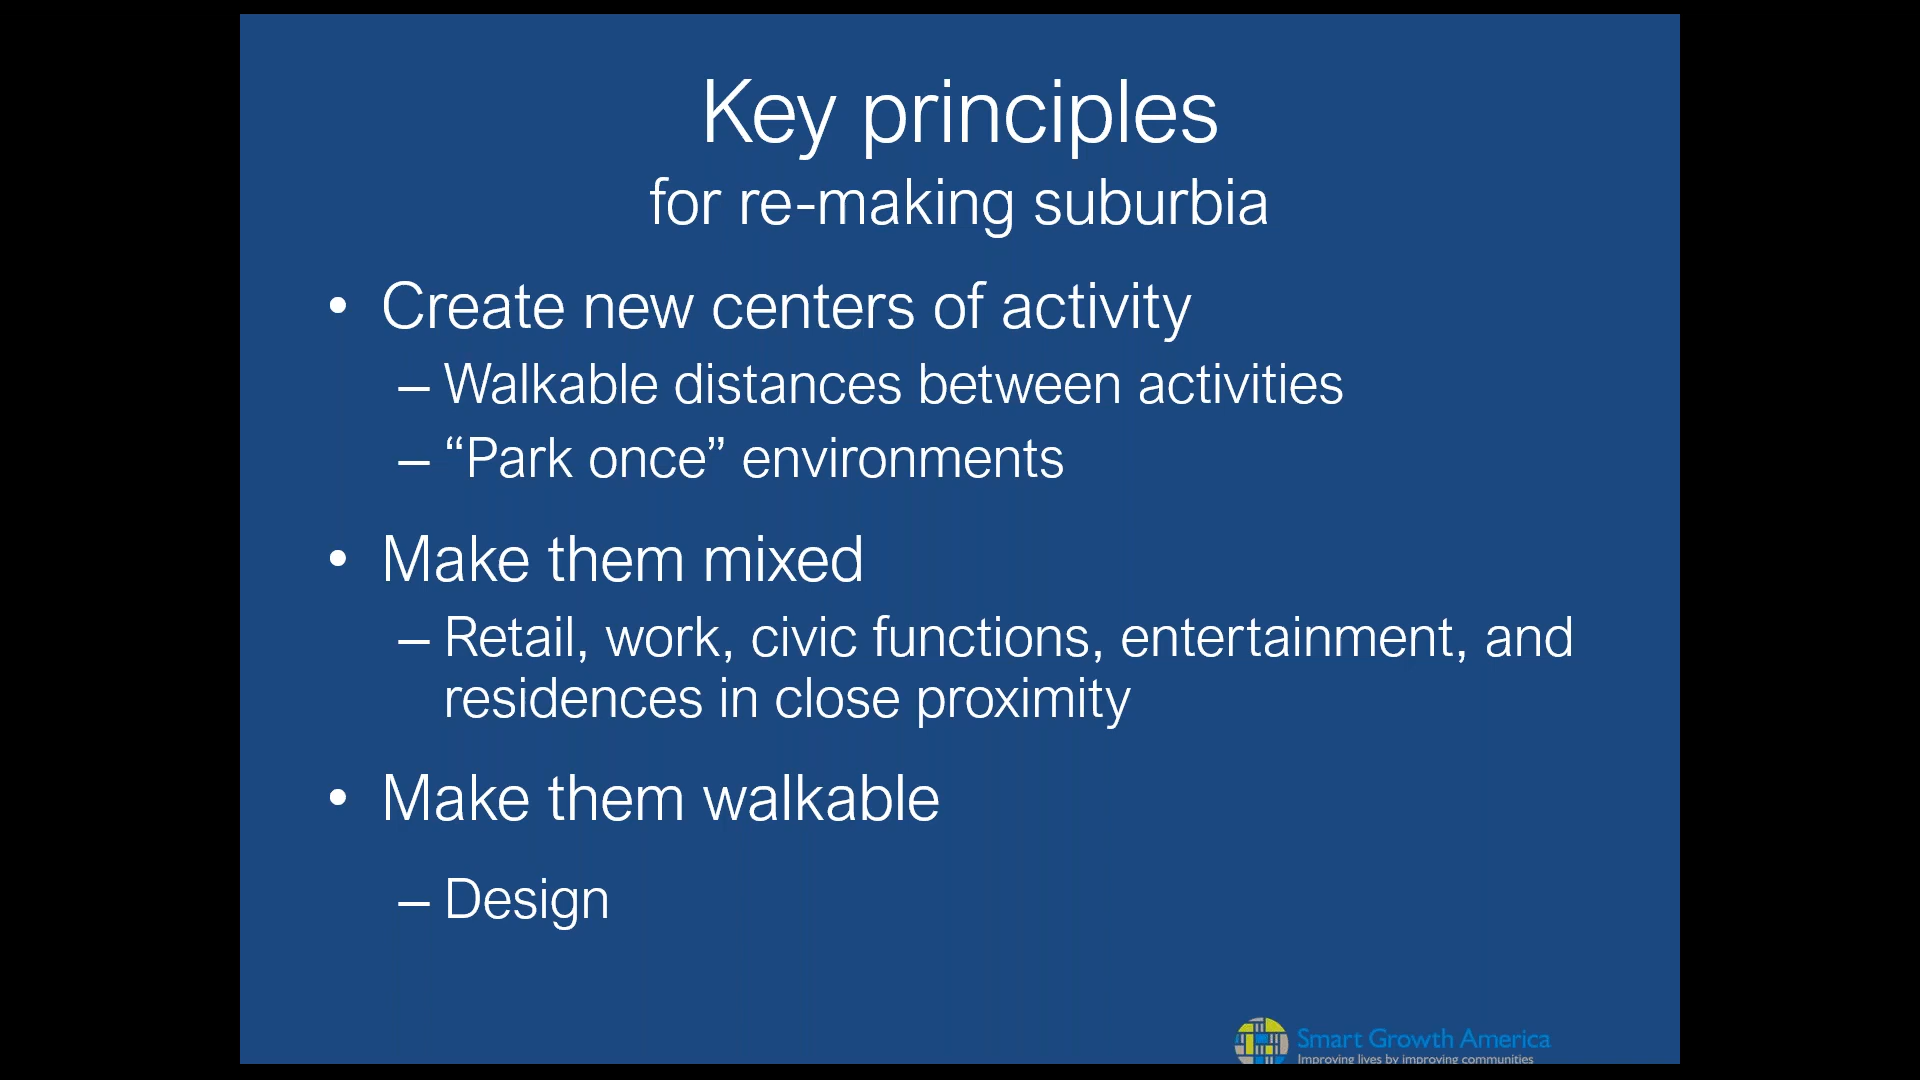 Key principles
for re-making suburbia
• Create new centers of activity
– Walkable distances between activities
– “Park once” environments
• Make them mixed
– Retail, work, civic functions, entertainment, and
residences in close proximity
• Make them walkable
– Design
Smart Growth America
Improving lives by improving communities